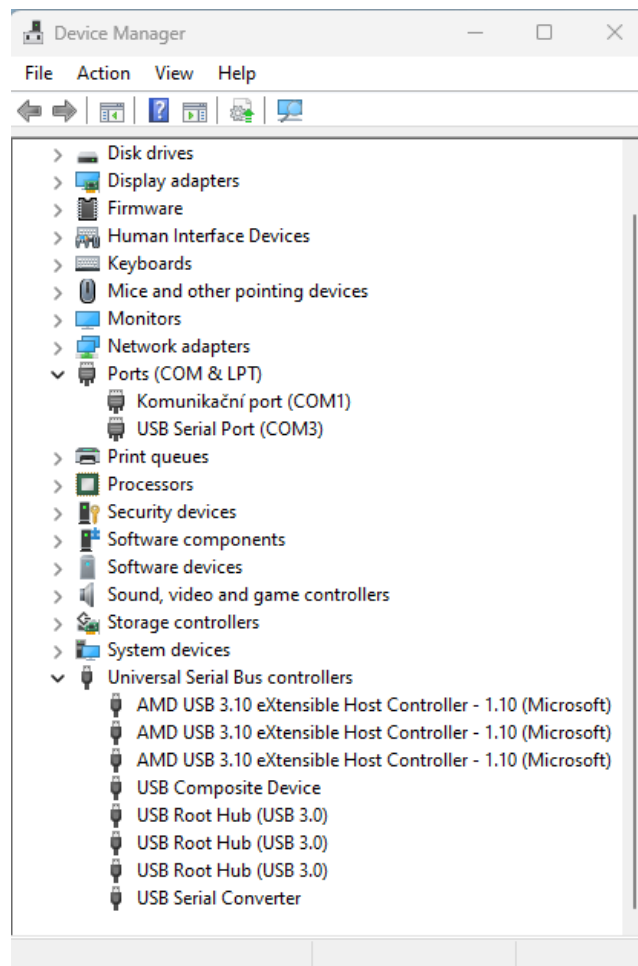 Device Manager
File Action View Help
Disk drives
Display adapters
Firmware
Human Interface Devices
Keyboards
Mice and other pointing devices
Monitors
Network adapters
Ports (COM & LPT)
Komunikační port (COM1)
USB Serial Port (COM3)
Print queues
Processors
Security devices
Software components
Software devices
Sound, video and game controllers
Storage controllers
System devices
Universal Serial Bus controllers
AMD USB 3.10 eXtensible Host Controller - 1.10 (Microsoft)
AMD USB 3.10 eXtensible Host Controller - 1.10 (Microsoft)
AMD USB 3.10 eXtensible Host Controller - 1.10 (Microsoft)
USB Composite Device
USB Root Hub (USB 3.0)
USB Root Hub (USB 3.0)
USB Root Hub (USB 3.0)
USB Serial Converter